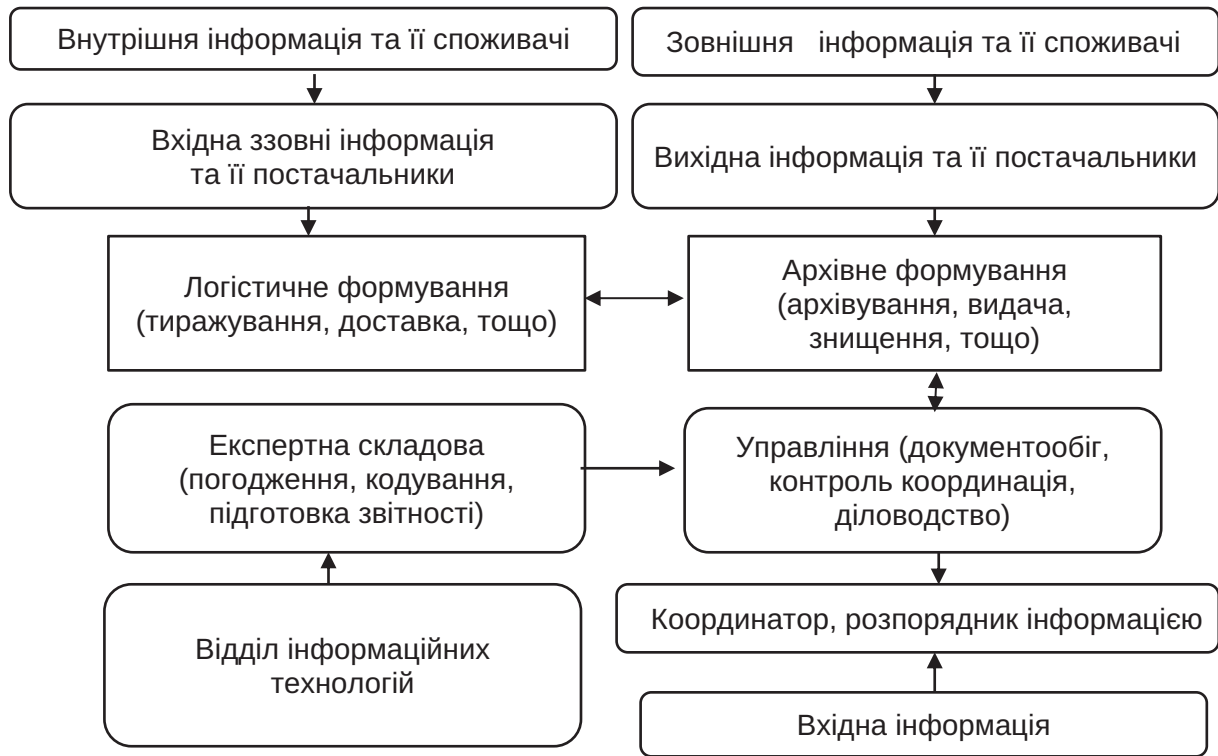 Внутрішня інформація та її споживачі
Зовнішня інформація та її споживачі
Вхідна ззовні інформація
та її постачальники
Вихідна інформація та її постачальники
Логістичне формування
(тиражування, доставка, тощо)
Архівне формування
(архівування, видача,
знищення, тощо)
Експертна складова
(погодження, кодування,
підготовка звітності)
Управління (документообіг,
контроль координація,
діловодство)
Відділ інформаційних
технологій
Координатор, розпорядник інформацією
Вхідна інформація